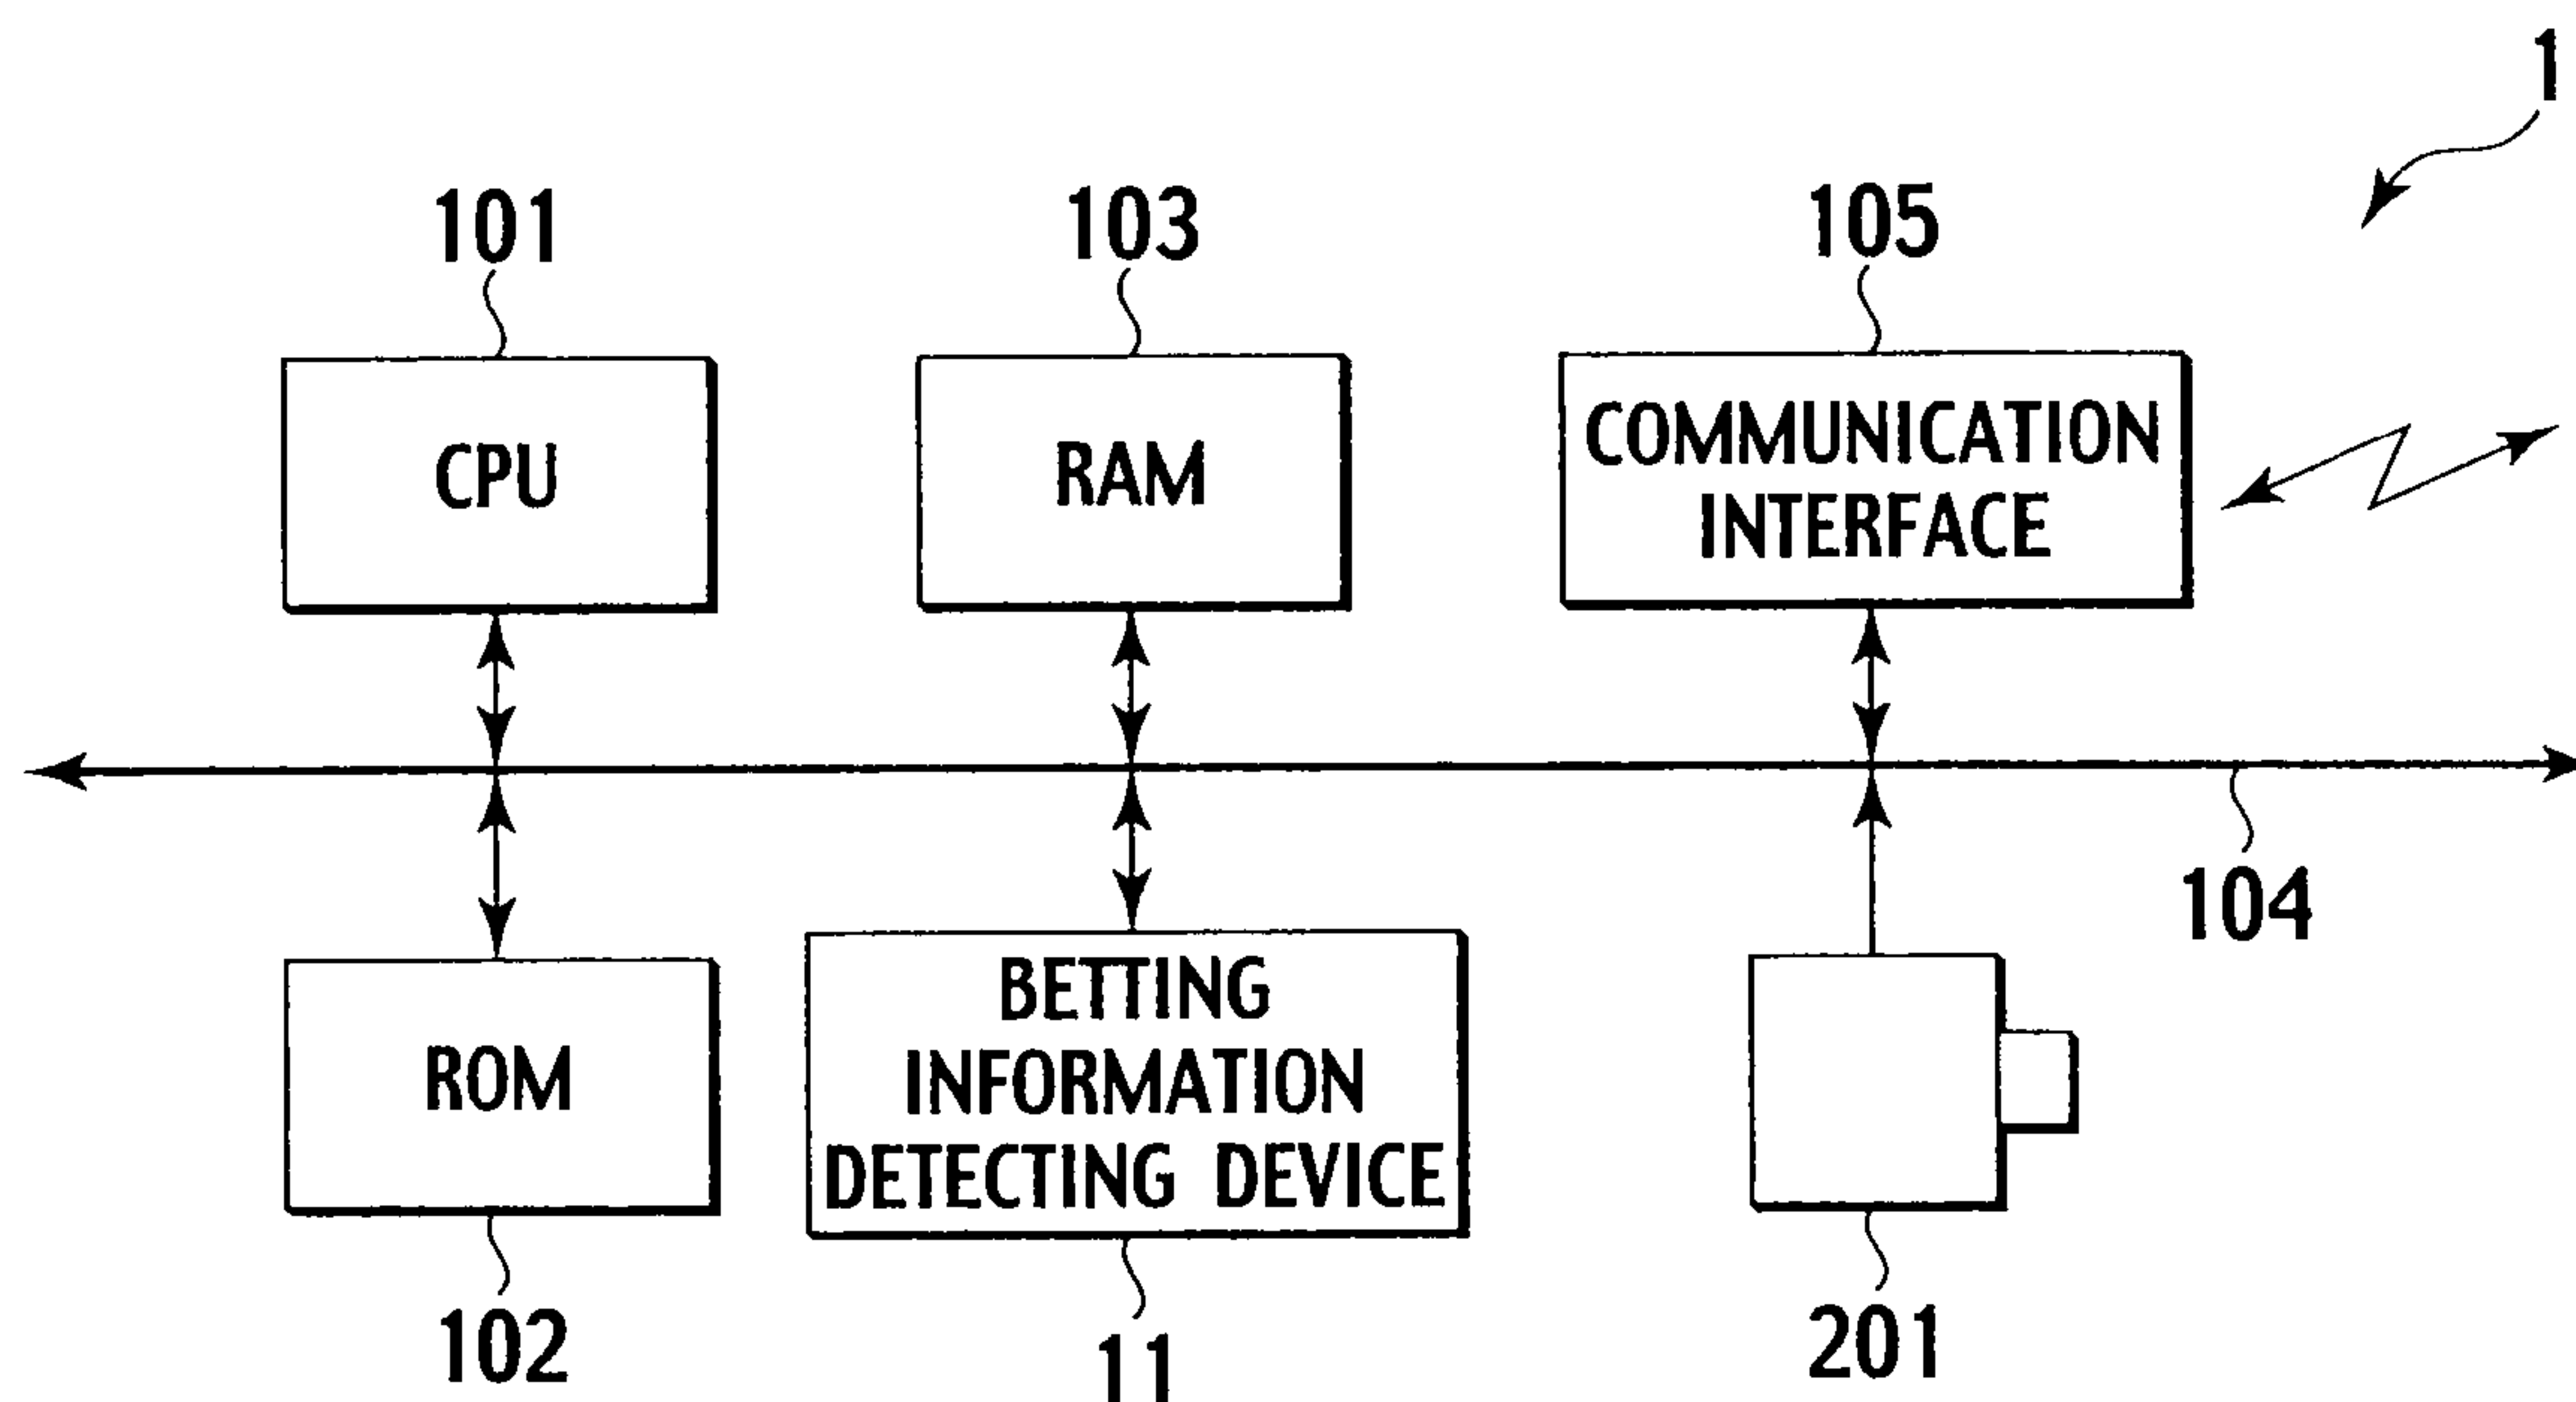 1
101
103
105
CPU
RAM
COMMUNICATION
INTERFACE
104
ROM
BETTING
INFORMATION
DETECTING DEVICE
102
11
201